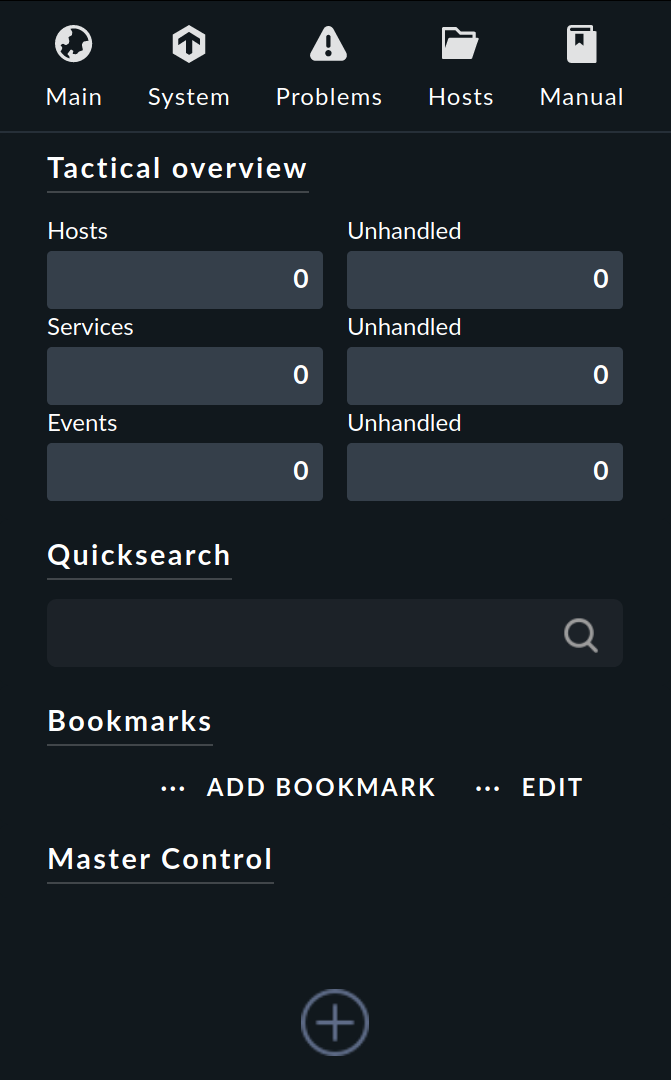 Main System Problems Hosts Manual
Tactical overview
Hosts Unhandled
0 0
Services Unhandled
0 0
Events Unhandled
0 0
Quicksearch
Bookmarks
... ADD BOOKMARK ... EDIT
Master Control